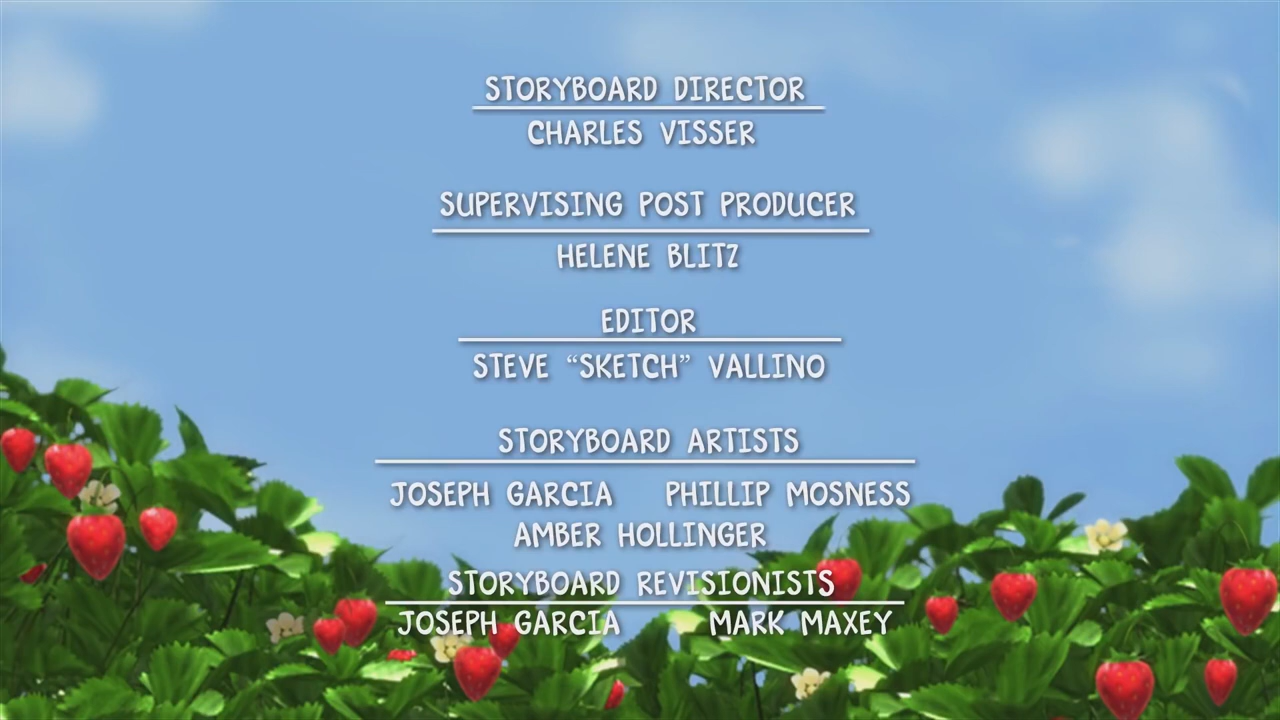 STORYBOARD DIRECTOR
CHARLES VISSER
SUPERVISING POST PRODUCER
HELENE BLITZ
EDITOR
STEVE “SKETCH” VALLINO
STORYBOARD ARTISTS
JOSEPH GARCIA PHILLIP MOSNESS
AMBER HOLLINGER
STORYBOARD REVISIONISTS
JOSEPH GARCIA MARK MAXEY